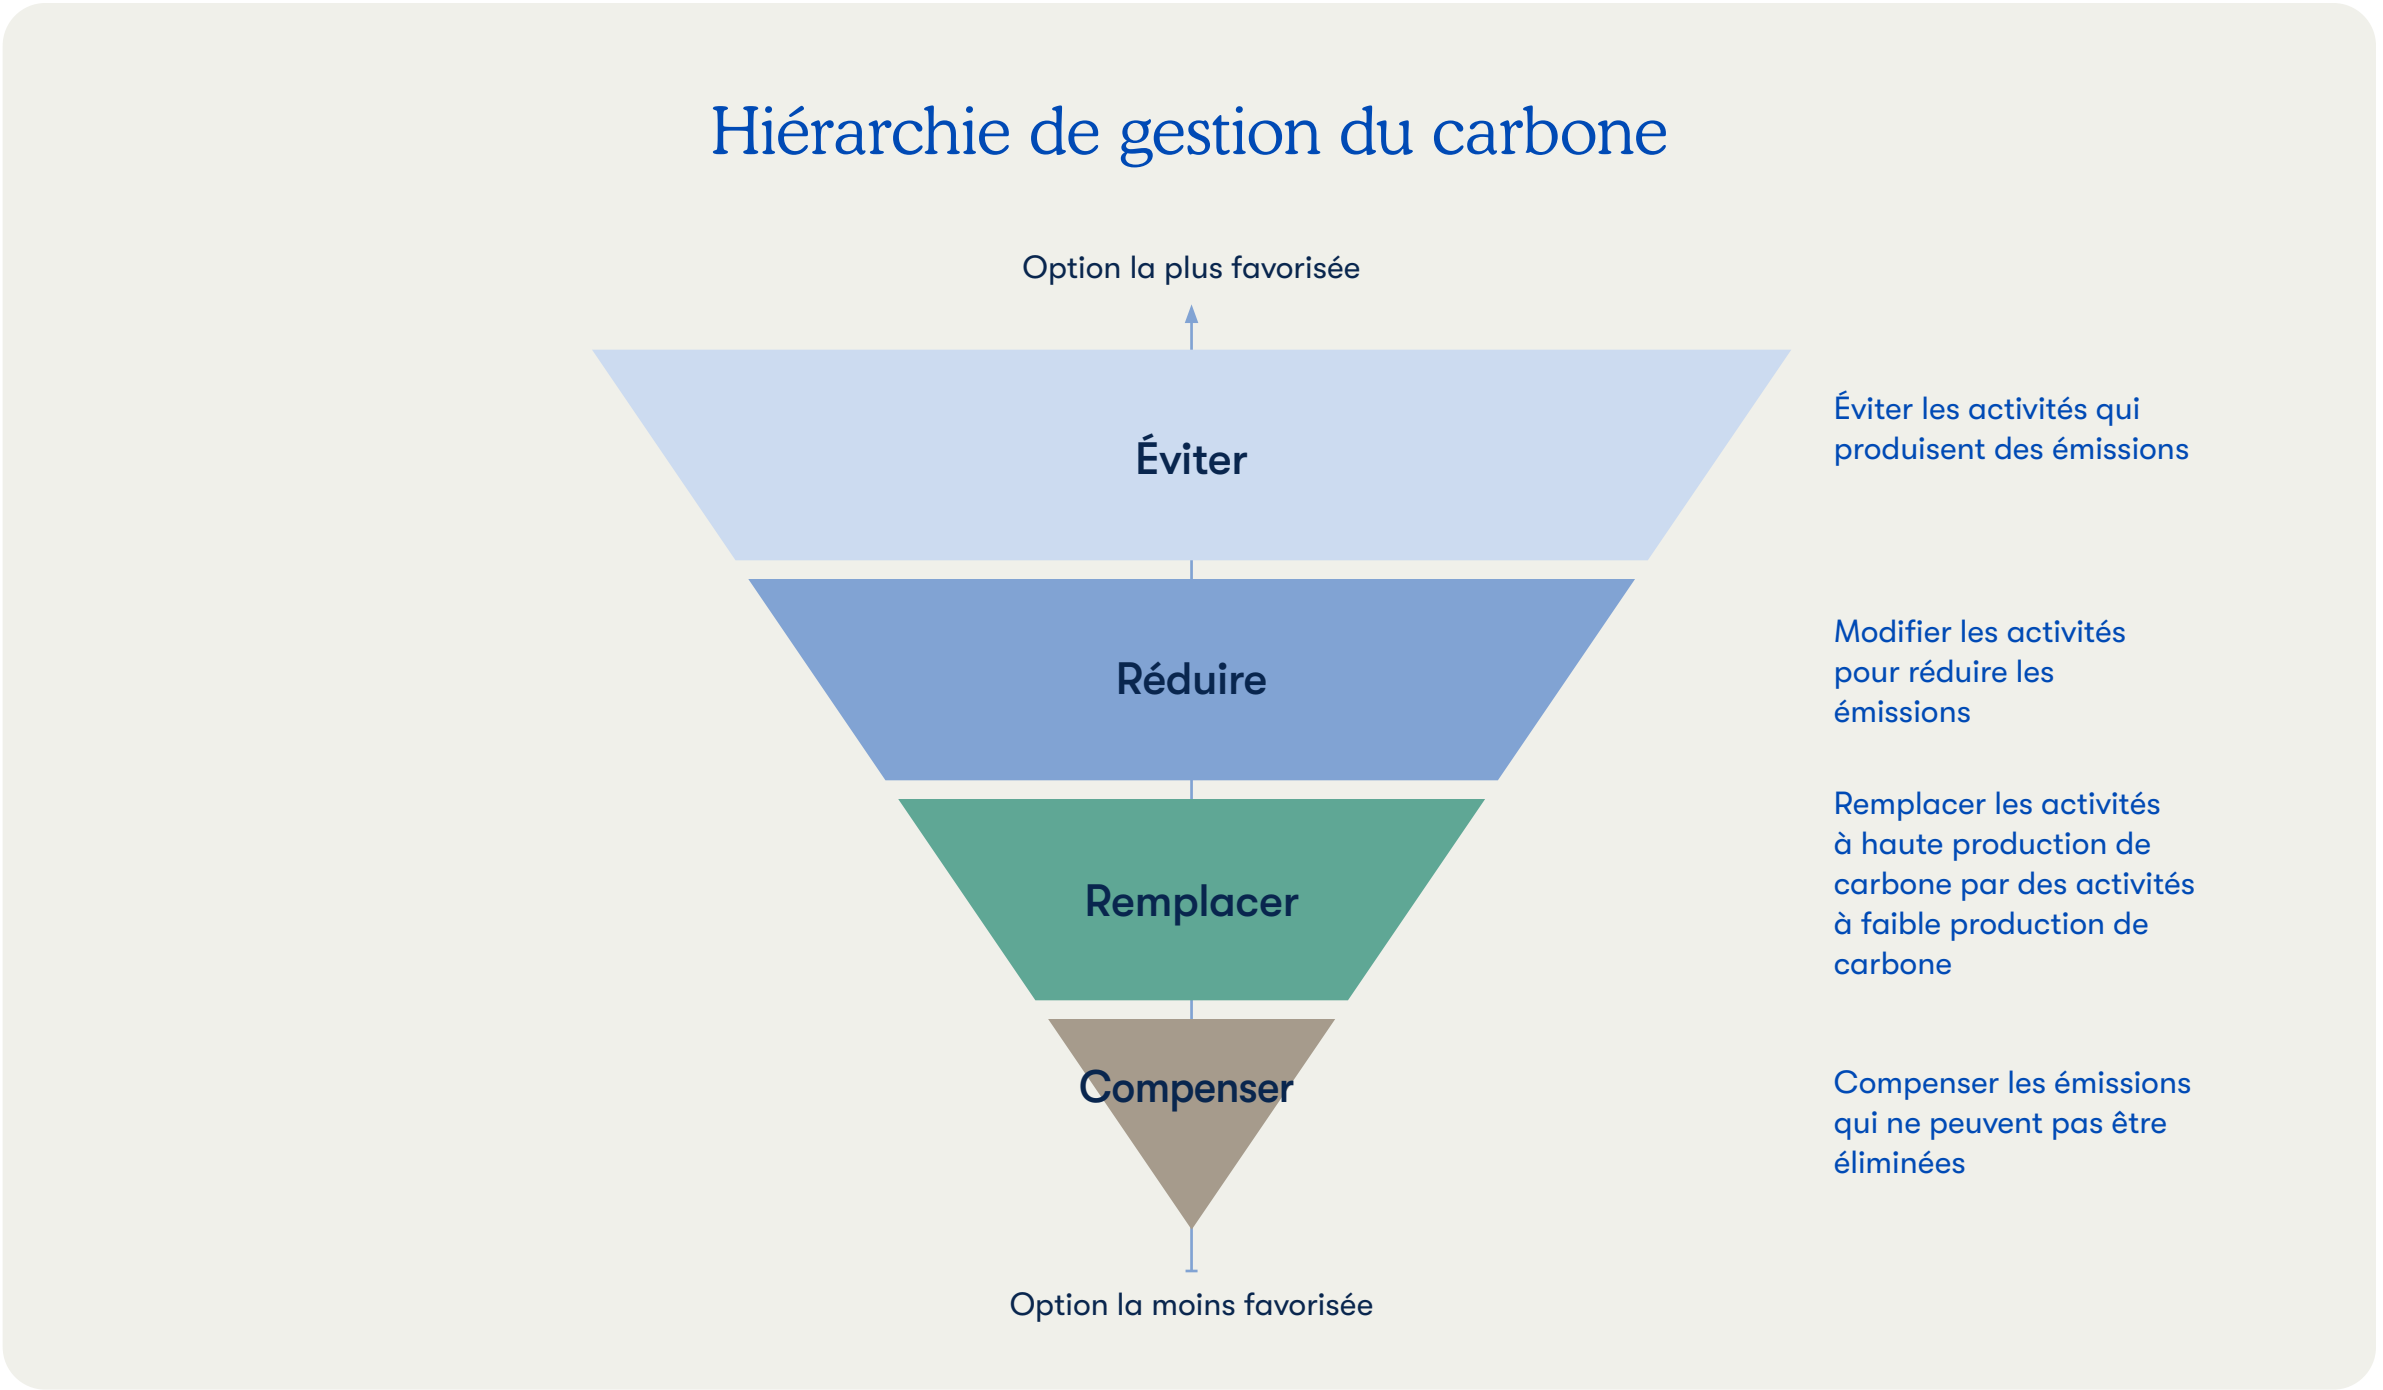 Hiérarchie de gestion du carbone
Option la plus favorisée
Éviter
Éviter les activités qui
produisent des émissions
Réduire
Modifier les activités
pour réduire les
émissions
Remplacer
Remplacer les activités
à haute production de
carbone par des activités
à faible production de
carbone
Compenser
Compenser les émissions
qui ne peuvent pas être
éliminées
Option la moins favorisée